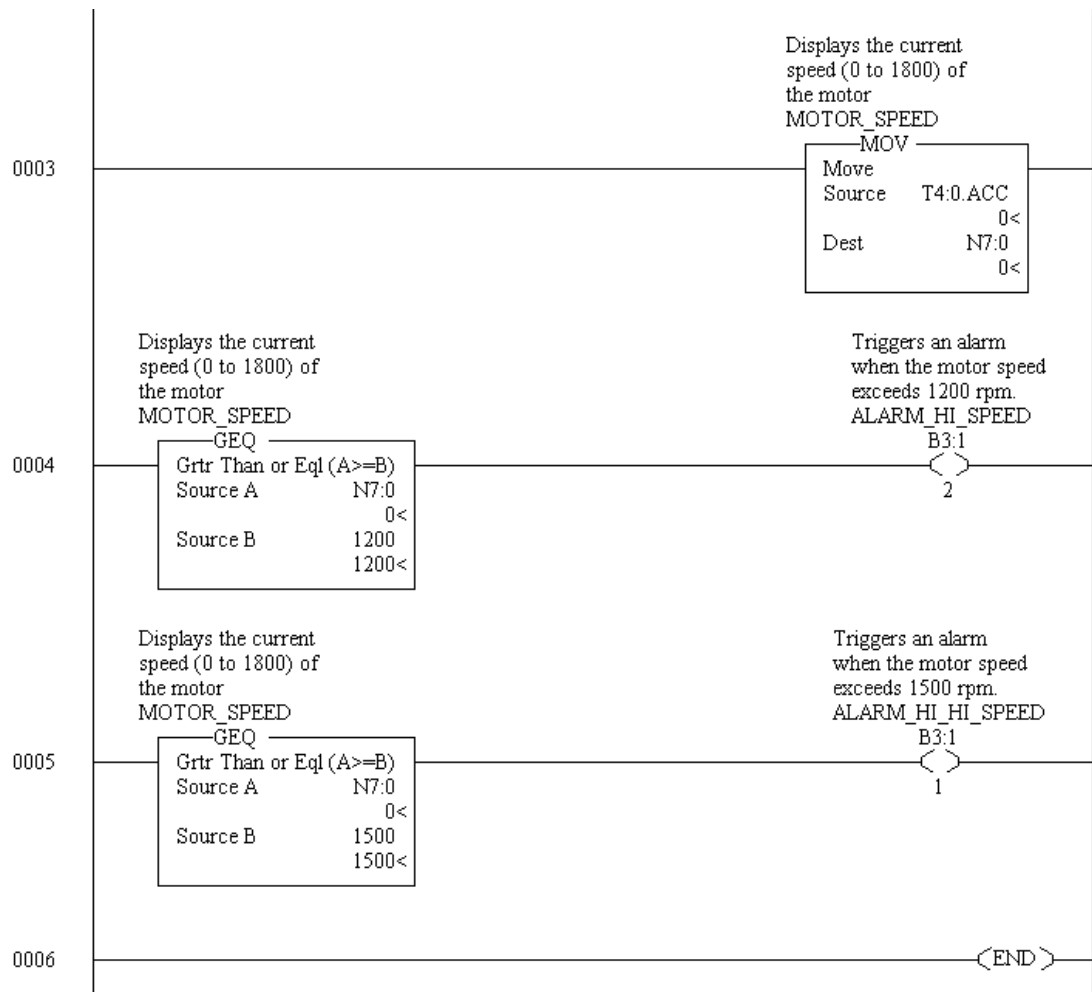 Displays the current
speed (0 to 1800) of
the motor
MOTOR_SPEED
MOV
0003
Move
Source T4:0.ACC
0<
Dest N7:0
0<
Displays the current
speed (0 to 1800) of
the motor
MOTOR_SPEED
GEQ
Triggers an alarm
when the motor speed
exceeds 1200 rpm.
ALARM_HI_SPEED
B3:1
0004
Grtr Than or Eql (A>=B)
Source A N7:0
0<
Source B 1200
1200<
2
Displays the current
speed (0 to 1800) of
the motor
MOTOR_SPEED
GEQ
Triggers an alarm
when the motor speed
exceeds 1500 rpm.
ALARM_HI_HI_SPEED
B3:1
0005
Grtr Than or Eql (A>=B)
Source A N7:0
0<
Source B 1500
1500<
1
0006
END